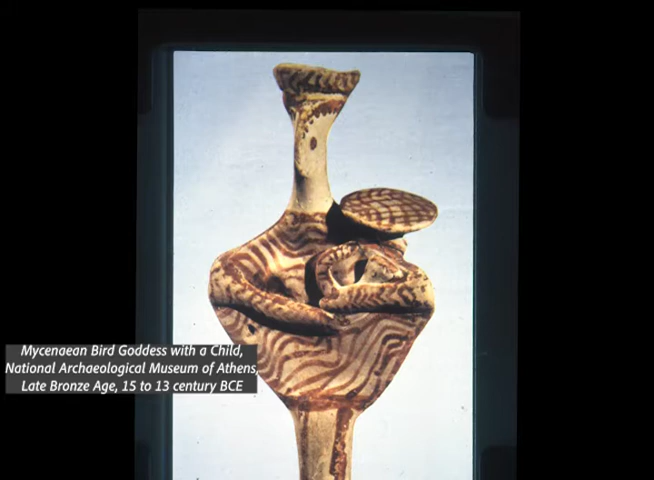 Mycenaean Bird Goddess with a Child,
National Archaeological Museum of Athens,
Late Bronze Age, 15 to 13 century BCE